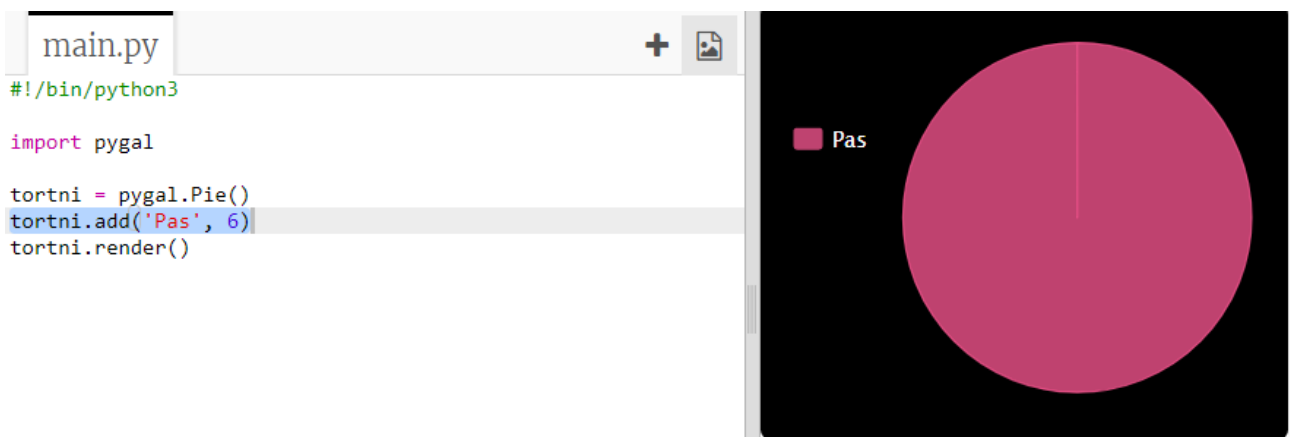 main.py
#!/bin/python3
import pygal
tortni = pygal.Pie()
tortni.add('Pas', 6)
tortni.render()
Pas